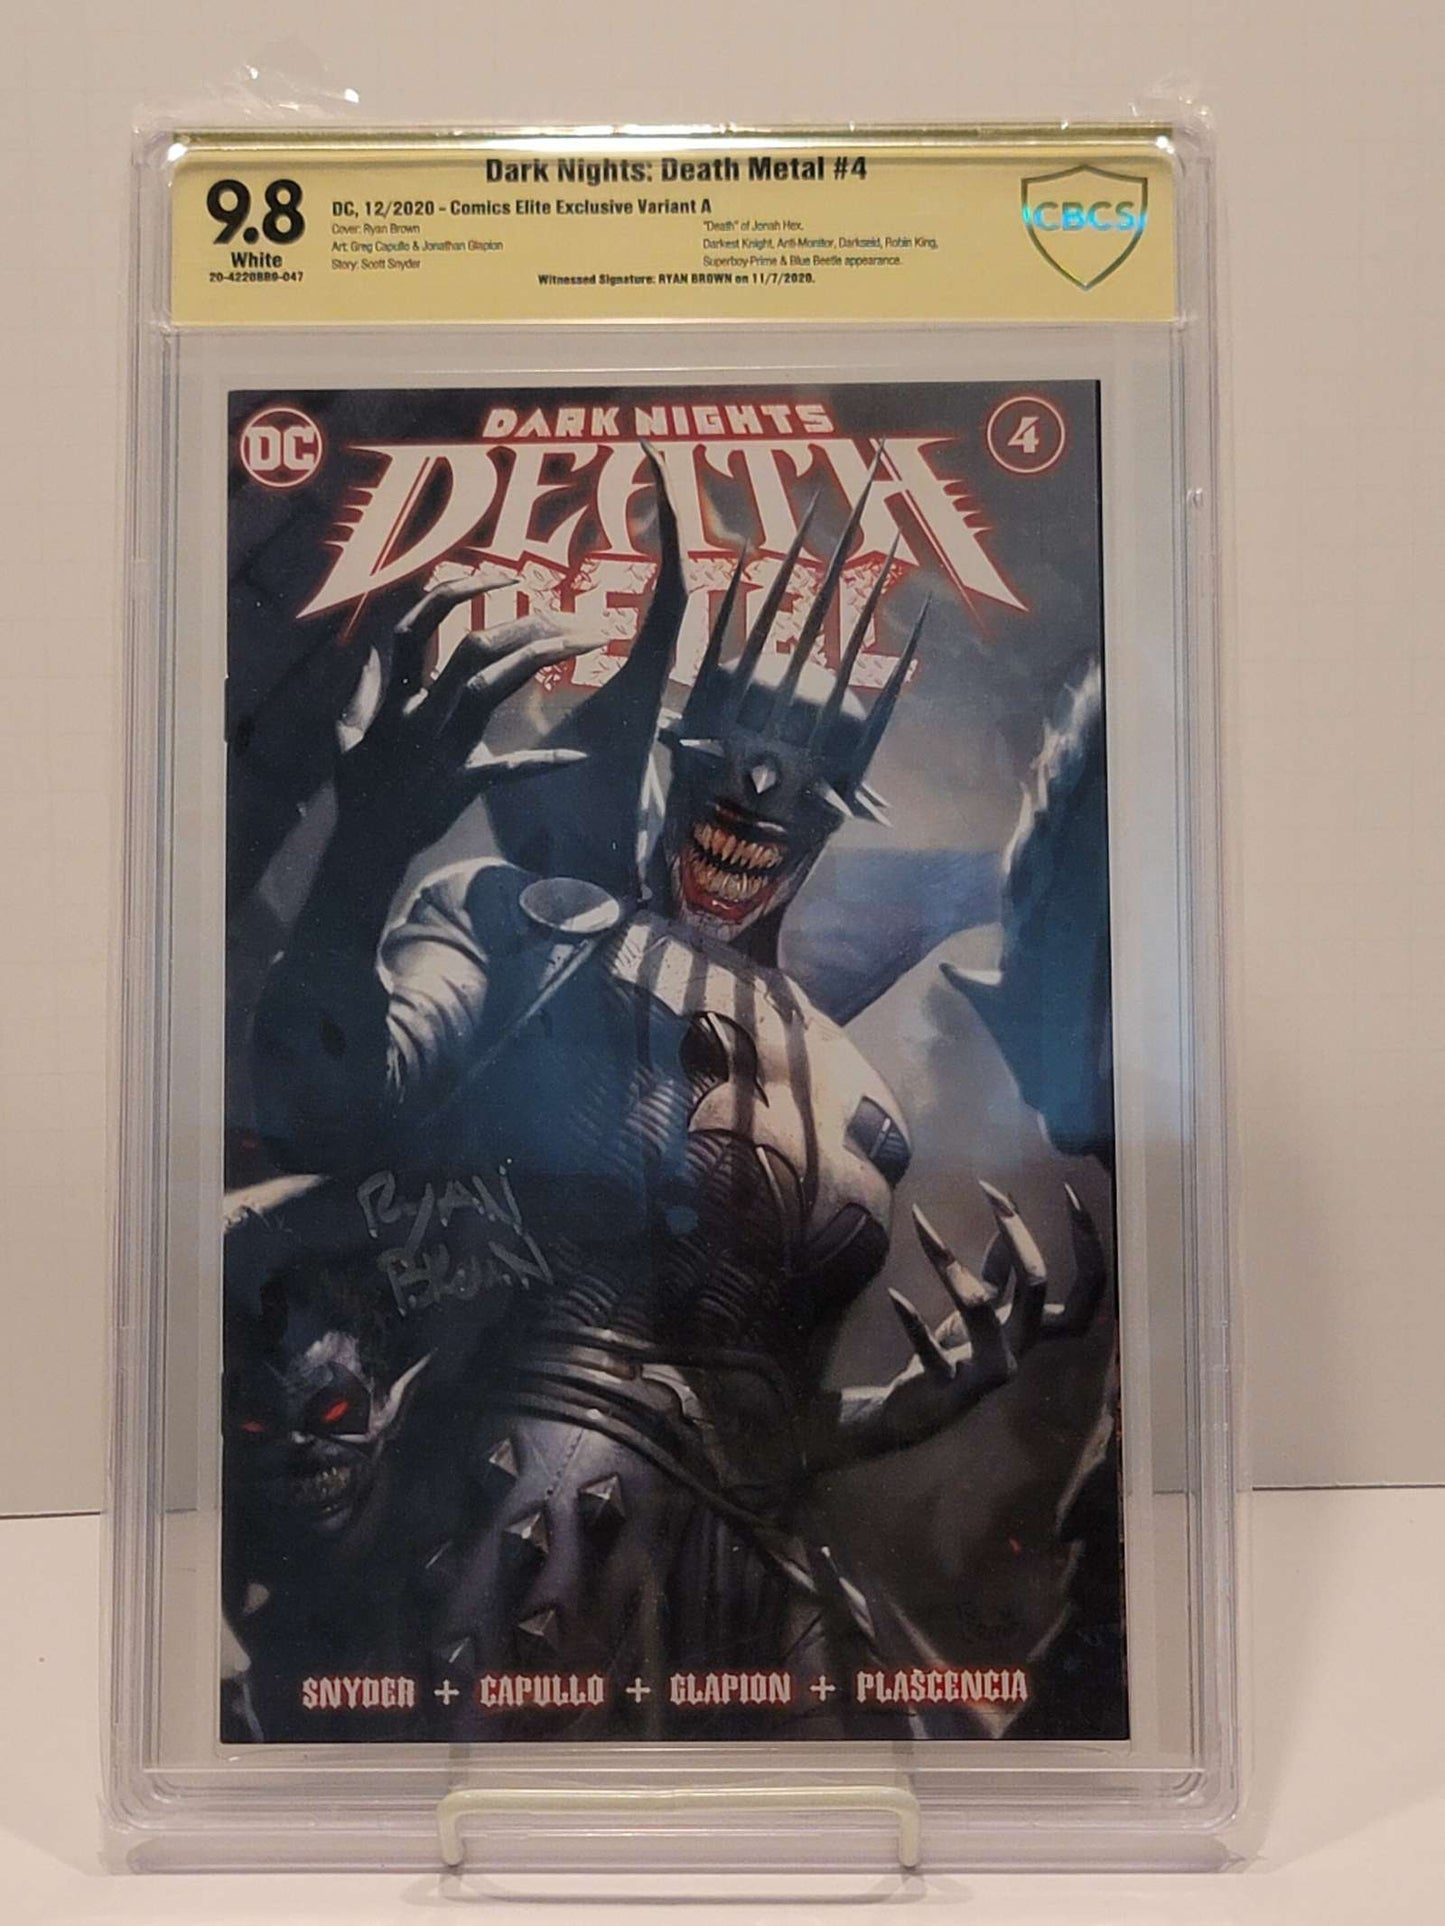 Dark Nights: Death Metal #4
9.8
White
20-4220BB9-047
DC, 12/2020 - Comics Elite Exclusive Variant A
Cover: Ryan Brown
Art: Greg Capullo & Jonathan Glapion
Story: Scott Snyder
"Death" of Jonah Hex.
Darkest Knight, Anti-Monitor, Darkseid, Robin King,
Superboy-Prime & Blue Beetle appearance.
Witnessed Signature: RYAN BROWN on 11/7/2020.
CBCS
DC
DARK NIGHTS
DEATH
METAL
4
RYAN
BROWN
SNYDER + CAPULLO + GLAPION + PLASCENCIA